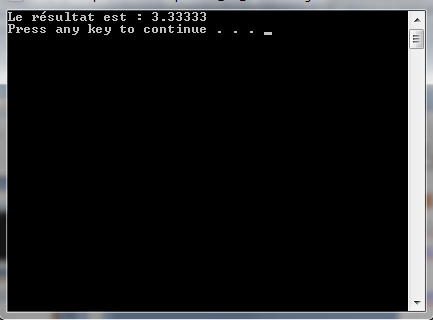 Le résultat est : 3.33333
Press any key to continue . . . _